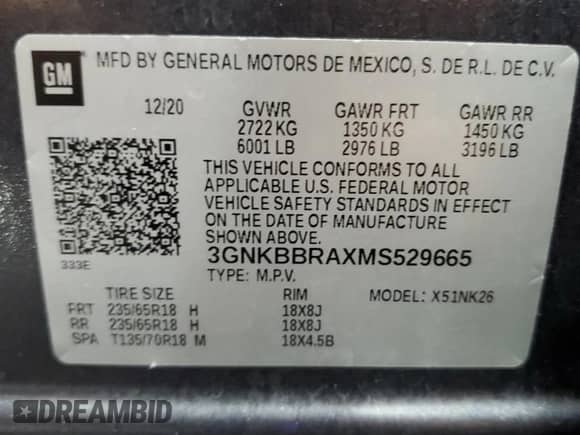 GM
MFD BY GENERAL MOTORS DE MEXICO, S. DE R.L. DE C.V.
12/20 GVWR GAWR FRT GAWR RR
2722 KG 1350 KG 1450 KG
6001 LB 2976 LB 3196 LB
THIS VEHICLE CONFORMS TO ALL
APPLICABLE U.S. FEDERAL MOTOR
VEHICLE SAFETY STANDARDS IN EFFECT
ON THE DATE OF MANUFACTURE
SHOWN ABOVE.
333E
3GNKBBRAXMS529665
TYPE: M.P.V.
TIRE SIZE RIM MODEL: X51NK26
FRT 235/65R18 H 18X8J
RR 235/65R18 H 18X8J
SPA T135/70R18 M 18X4.5B
DREAMBID